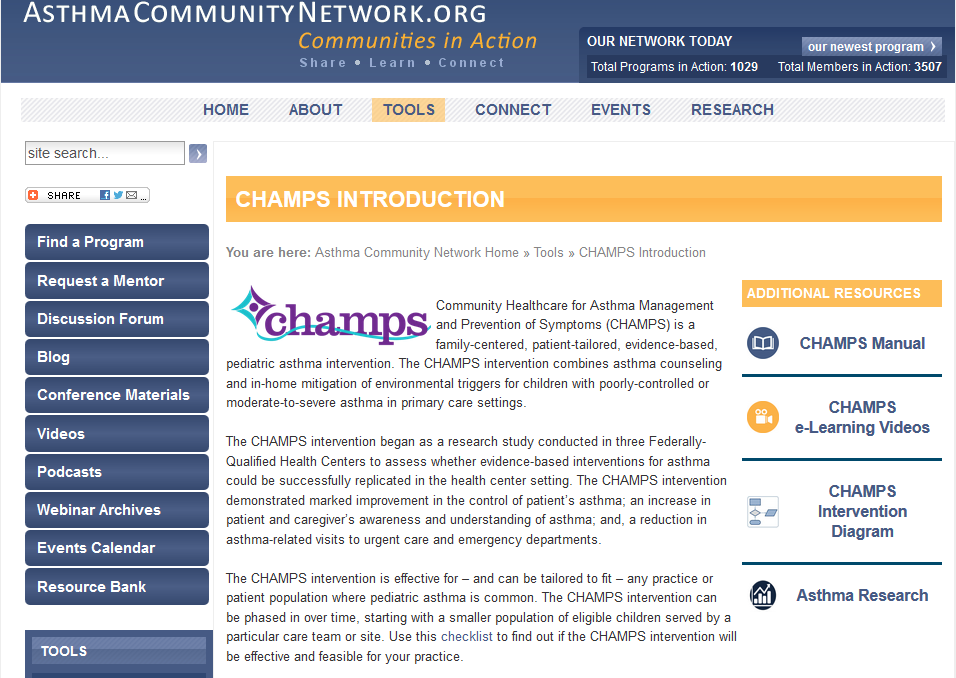 ASTHMACOMMUNITYNETWORK.ORG
Communities in Action
Share • Learn • Connect
OUR NETWORK TODAY
our newest program ›
Total Programs in Action: 1029 Total Members in Action: 3507
HOME ABOUT TOOLS CONNECT EVENTS RESEARCH
site search...
SHARE ...
Find a Program
Request a Mentor
Discussion Forum
Blog
Conference Materials
Videos
Podcasts
Webinar Archives
Events Calendar
Resource Bank
TOOLS
CHAMPS INTRODUCTION
You are here: Asthma Community Network Home » Tools » CHAMPS Introduction
champs
Community Healthcare for Asthma Management
and Prevention of Symptoms (CHAMPS) is a
family-centered, patient-tailored, evidence-based,
pediatric asthma intervention. The CHAMPS intervention combines asthma counseling
and in-home mitigation of environmental triggers for children with poorly-controlled or
moderate-to-severe asthma in primary care settings.
The CHAMPS intervention began as a research study conducted in three Federally-
Qualified Health Centers to assess whether evidence-based interventions for asthma
could be successfully replicated in the health center setting. The CHAMPS intervention
demonstrated marked improvement in the control of patient's asthma; an increase in
patient and caregiver's awareness and understanding of asthma; and, a reduction in
asthma-related visits to urgent care and emergency departments.
The CHAMPS intervention is effective for – and can be tailored to fit – any practice or
patient population where pediatric asthma is common. The CHAMPS intervention can
be phased in over time, starting with a smaller population of eligible children served by a
particular care team or site. Use this checklist to find out if the CHAMPS intervention will
be effective and feasible for your practice.
ADDITIONAL RESOURCES
CHAMPS Manual
CHAMPS
e-Learning Videos
CHAMPS
Intervention
Diagram
Asthma Research